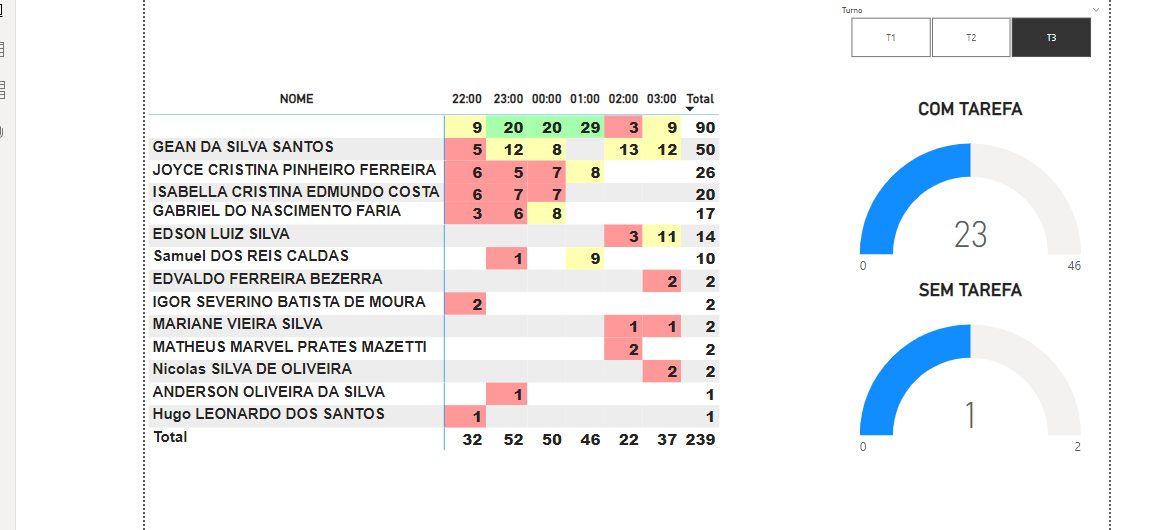 Turno
T1 T2 T3
NOME 22:00 23:00 00:00 01:00 02:00 03:00 Total
9 20 20 29 3 9 90
GEAN DA SILVA SANTOS 5 12 8 13 12 50
JOYCE CRISTINA PINHEIRO FERREIRA 6 5 7 8 26
ISABELLA CRISTINA EDMUNDO COSTA 6 7 7 20
GABRIEL DO NASCIMENTO FARIA 3 6 8 17
EDSON LUIZ SILVA 3 11 14
Samuel DOS REIS CALDAS 1 9 10
EDVALDO FERREIRA BEZERRA 2 2
IGOR SEVERINO BATISTA DE MOURA 2 2
MARIANE VIEIRA SILVA 1 1 2
MATHEUS MARVEL PRATES MAZETTI 2 2
Nicolas SILVA DE OLIVEIRA 2 2
ANDERSON OLIVEIRA DA SILVA 1 1
Hugo LEONARDO DOS SANTOS 1 1
Total 32 52 50 46 22 37 239
COM TAREFA
23
0 46
SEM TAREFA
1
0 2